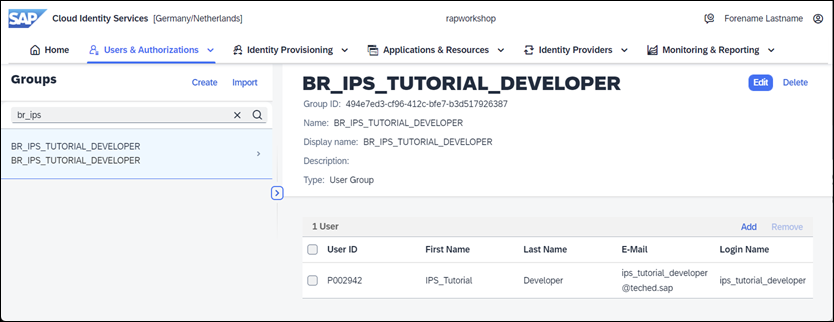 SAP Cloud Identity Services [Germany/Netherlands] rapworkshop Forename Lastname
Home Users & Authorizations Identity Provisioning Applications & Resources Identity Providers Monitoring & Reporting
Groups Create Import
br_ips
BR_IPS_TUTORIAL_DEVELOPER
BR_IPS_TUTORIAL_DEVELOPER
BR_IPS_TUTORIAL_DEVELOPER Edit Delete
Group ID: 494e7ed3-cf96-412c-bfe7-b3d517926387
Name: BR_IPS_TUTORIAL_DEVELOPER
Display name: BR_IPS_TUTORIAL_DEVELOPER
Description:
Type: User Group
1 User Add Remove
User ID First Name Last Name E-Mail Login Name
P002942 IPS_Tutorial Developer ips_tutorial_developer ips_tutorial_developer
@teched.sap